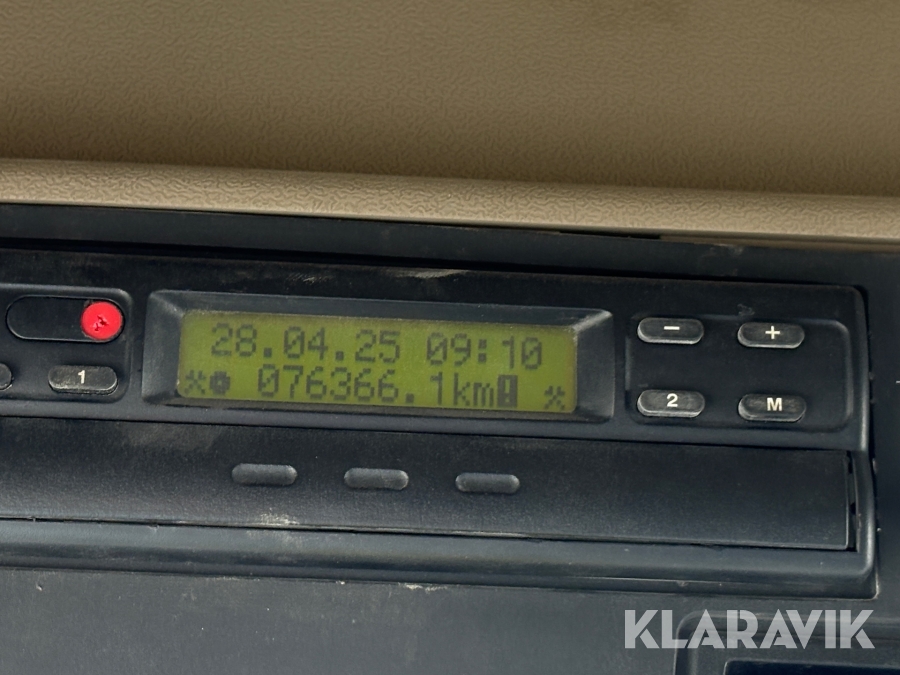 28.04.25 09:10
076366.1km
- +
1
2 M
KLARAVIK